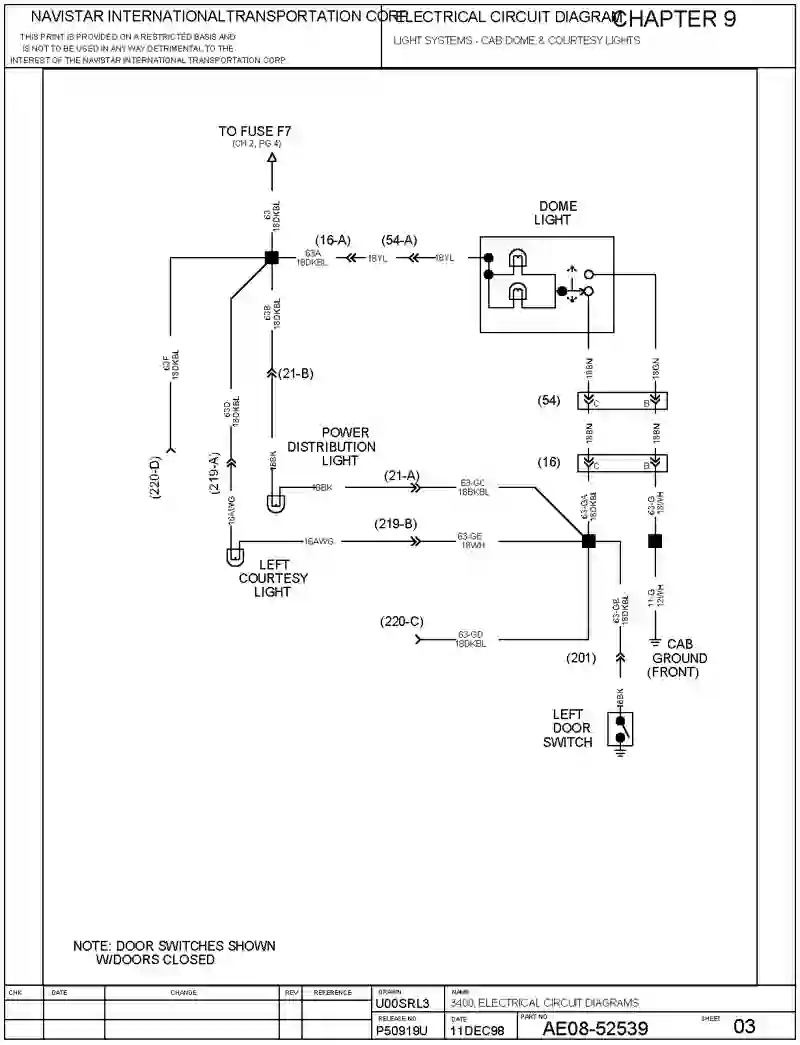 NAVISTAR INTERNATIONAL TRANSPORTATION CORP.
THIS PRINT IS PROVIDED ON A RESTRICTED BASIS AND
IS NOT TO BE USED IN ANY WAY DETRIMENTAL TO THE
INTEREST OF THE NAVISTAR INTERNATIONAL TRANSPORTATION CORP.
ELECTRICAL CIRCUIT DIAGRAM
CHAPTER 9
LIGHT SYSTEMS - CAB DOME & COURTESY LIGHTS
TO FUSE F7
(CH 2, PG 4)
63
18DKBL
(16-A)
(54-A)
63A
18DKBL
18YL
18YL
DOME
LIGHT
63B
18DKBL
63F
18DKBL
63D
18DKBL
(21-B)
18BN
18GN
(54)
C
B
18BN
18BN
(16)
C
B
POWER
DISTRIBUTION
LIGHT
(220-D)
(219-A)
18BK
16AWG
(21-A)
18BK
63-GC
18BKBL
63-GA
18DKBL
63-G
18WH
(219-B)
16AWG
63-GE
18WH
LEFT
COURTESY
LIGHT
(220-C)
63-GD
18DKBL
63-GB
18DKBL
11-G
12WH
(201)
CAB
GROUND
(FRONT)
18BK
LEFT
DOOR
SWITCH
NOTE: DOOR SWITCHES SHOWN
W/DOORS CLOSED
CHK
DATE
CHANGE
REV
REFERENCE
DRAWN
U00SRL3
NAME
3400, ELECTRICAL CIRCUIT DIAGRAMS
RELEASE NO
P50919U
DATE
11DEC98
PART NO
AE08-52539
SHEET
03